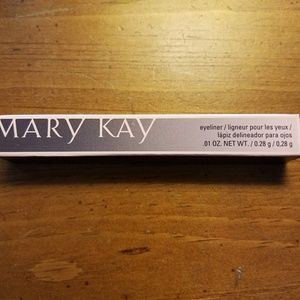 MARY KAY
eyeliner / ligneur pour les yeux /
lápiz delineador para ojos
.01 OZ. NET WT. / 0.28 g / 0,28 g